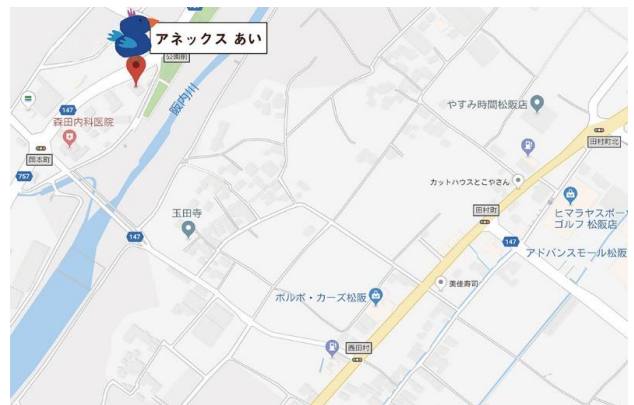 アネックス あい
公園前
阪内川
147
森田内科医院
岡本町
757
やすみ時間松阪店
田村町北
カットハウスとこやさん
田村町
ヒマラヤスポーツ
ゴルフ 松阪店
147
アドバンスモール松阪
玉田寺
147
美佳寿司
ボルボ・カーズ松阪
西田村